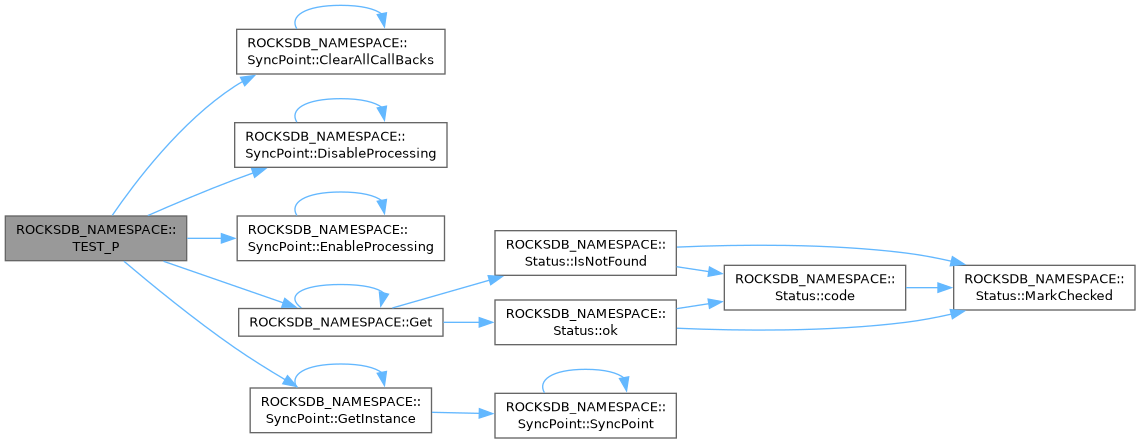 ROCKSDB_NAMESPACE::
TEST_P
ROCKSDB_NAMESPACE::
SyncPoint::ClearAllCallBacks
ROCKSDB_NAMESPACE::
SyncPoint::DisableProcessing
ROCKSDB_NAMESPACE::
SyncPoint::EnableProcessing
ROCKSDB_NAMESPACE::Get
ROCKSDB_NAMESPACE::
Status::IsNotFound
ROCKSDB_NAMESPACE::
Status::code
ROCKSDB_NAMESPACE::
Status::MarkChecked
ROCKSDB_NAMESPACE::
Status::ok
ROCKSDB_NAMESPACE::
SyncPoint::GetInstance
ROCKSDB_NAMESPACE::
SyncPoint::SyncPoint